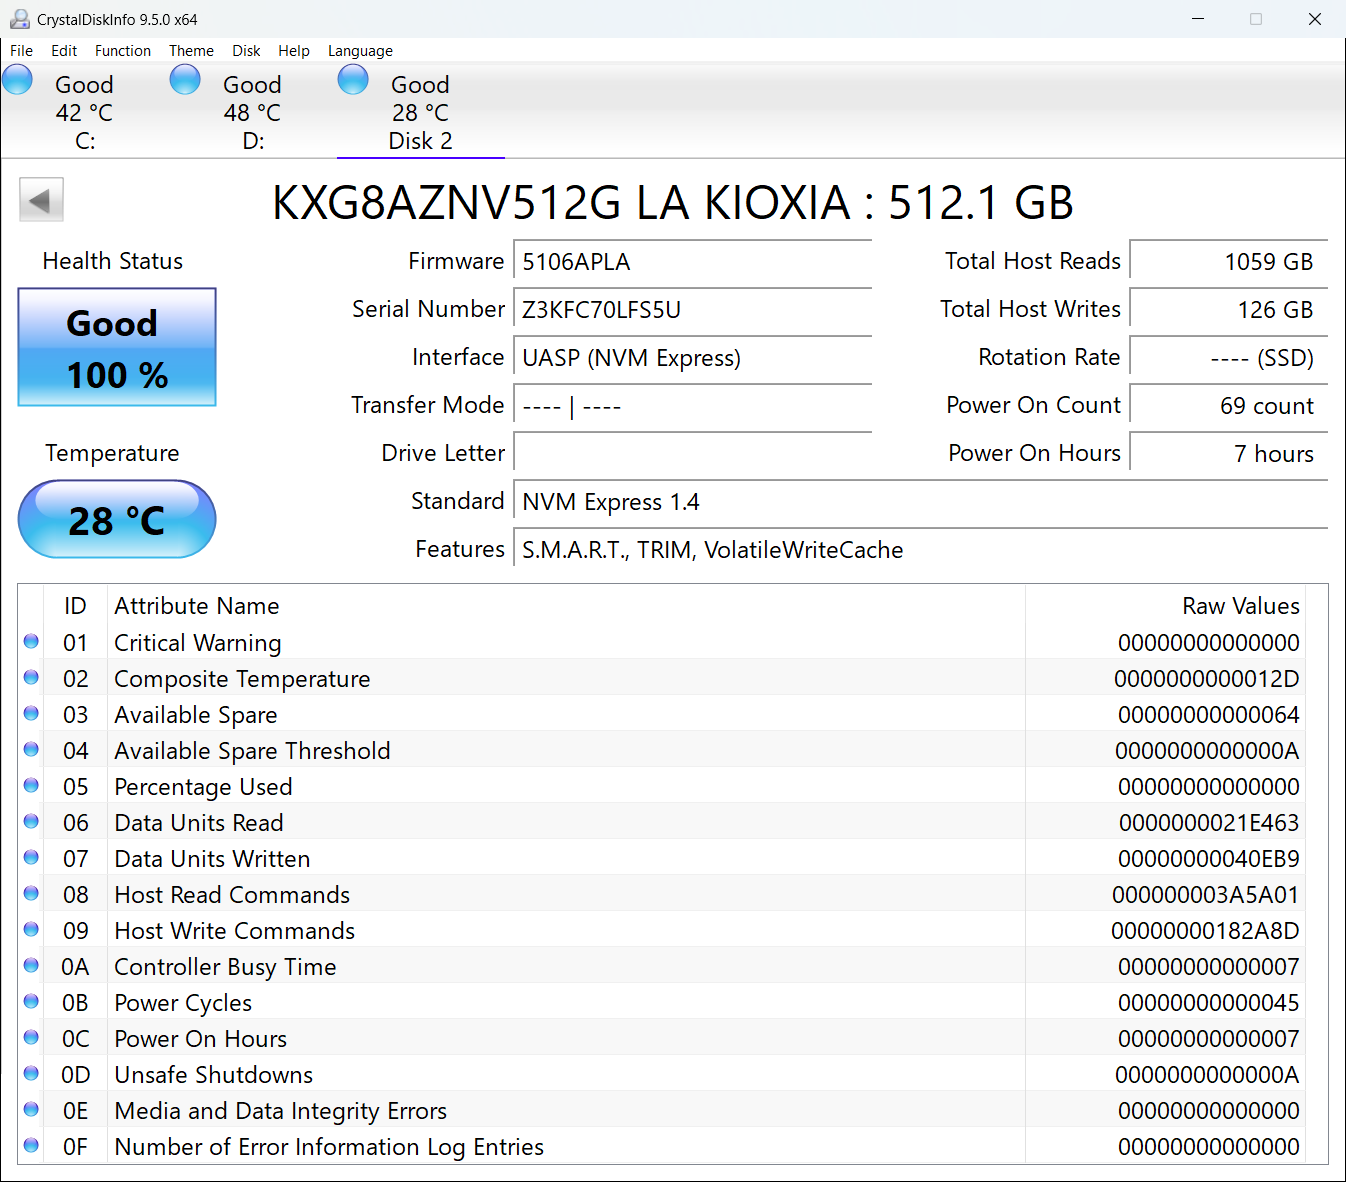 CrystalDiskInfo 9.5.0 x64
File Edit Function Theme Disk Help Language
Good Good Good
42 °C 48 °C 28 °C
C: D: Disk 2
KXG8AZNV512G LA KIOXIA : 512.1 GB
Health Status
Good
100 %
Temperature
28 °C
Firmware 5106APLA
Serial Number Z3KFC70LFS5U
Interface UASP (NVM Express)
Transfer Mode ---- | ----
Drive Letter
Standard NVM Express 1.4
Features S.M.A.R.T., TRIM, VolatileWriteCache
Total Host Reads 1059 GB
Total Host Writes 126 GB
Rotation Rate ---- (SSD)
Power On Count 69 count
Power On Hours 7 hours
ID Attribute Name Raw Values
01 Critical Warning 00000000000000
02 Composite Temperature 0000000000012D
03 Available Spare 00000000000064
04 Available Spare Threshold 0000000000000A
05 Percentage Used 00000000000000
06 Data Units Read 0000000021E463
07 Data Units Written 00000000040EB9
08 Host Read Commands 000000003A5A01
09 Host Write Commands 00000000182A8D
0A Controller Busy Time 00000000000007
0B Power Cycles 00000000000045
0C Power On Hours 00000000000007
0D Unsafe Shutdowns 0000000000000A
0E Media and Data Integrity Errors 00000000000000
0F Number of Error Information Log Entries 00000000000000